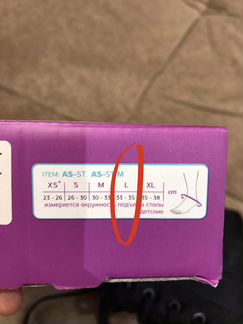 ITEM: AS-ST AS-ST/M
XS* S M L XL
23 - 26 26 - 30 30 - 33 33 - 35 35 - 38 cm
измеряется окружность подъема стопы
детские